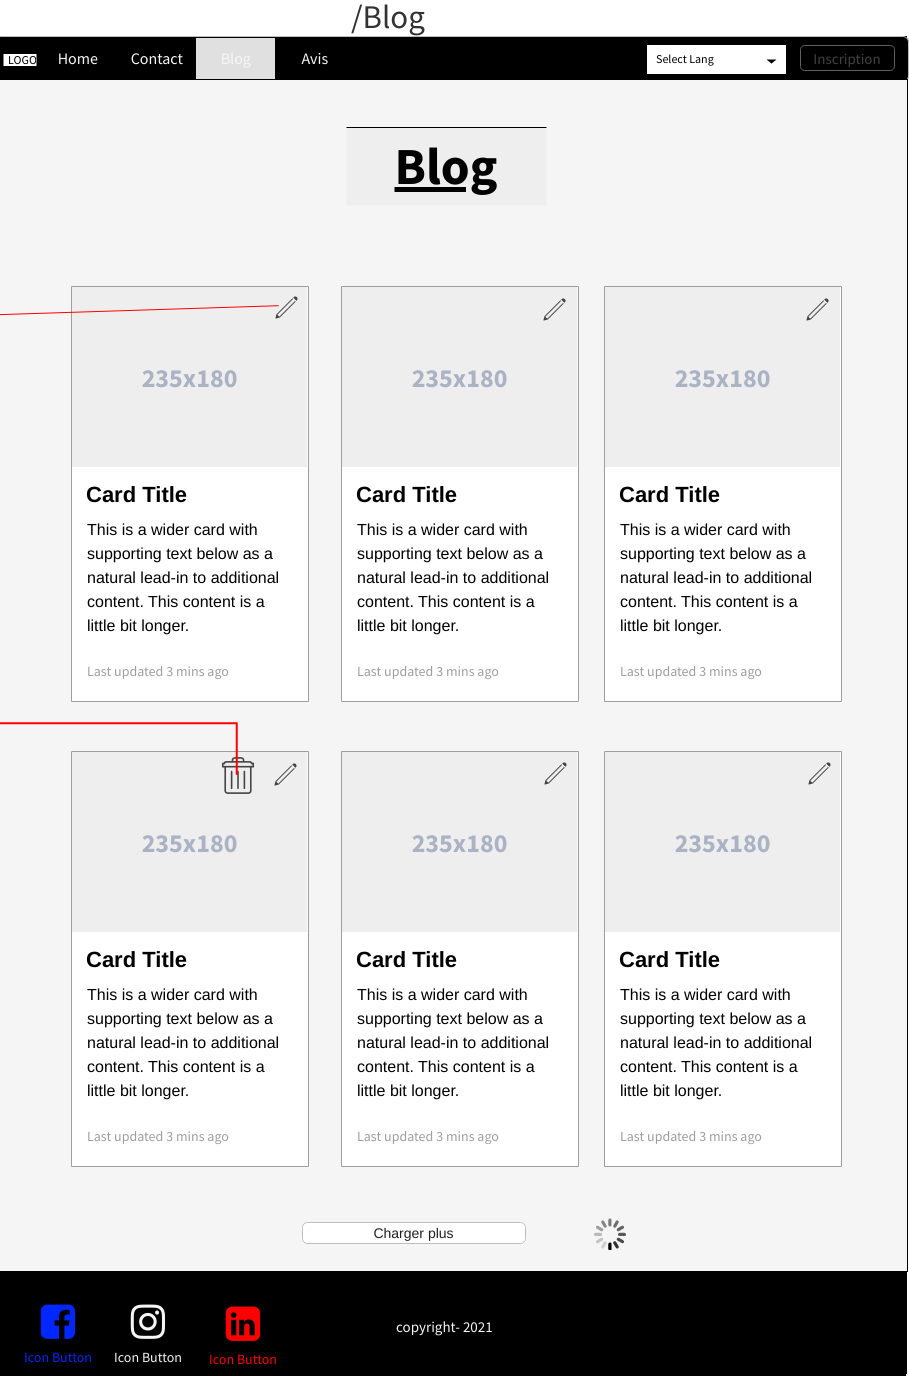 /Blog
LOGO Home Contact Blog Avis Select Lang Inscription
Blog
235x180 235x180 235x180
Card Title Card Title Card Title
This is a wider card with This is a wider card with This is a wider card with
supporting text below as a supporting text below as a supporting text below as a
natural lead-in to additional natural lead-in to additional natural lead-in to additional
content. This content is a content. This content is a content. This content is a
little bit longer. little bit longer. little bit longer.
Last updated 3 mins ago Last updated 3 mins ago Last updated 3 mins ago
235x180 235x180 235x180
Card Title Card Title Card Title
This is a wider card with This is a wider card with This is a wider card with
supporting text below as a supporting text below as a supporting text below as a
natural lead-in to additional natural lead-in to additional natural lead-in to additional
content. This content is a content. This content is a content. This content is a
little bit longer. little bit longer. little bit longer.
Last updated 3 mins ago Last updated 3 mins ago Last updated 3 mins ago
Charger plus
copyright- 2021
Icon Button Icon Button Icon Button